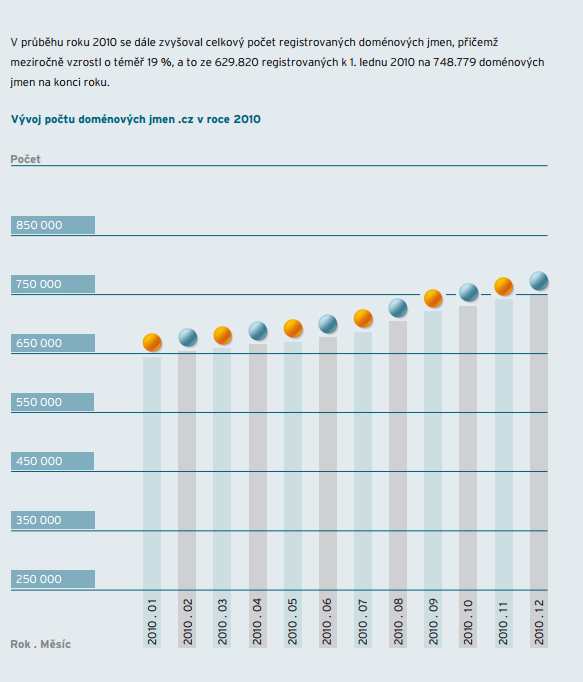 V průběhu roku 2010 se dále zvyšoval celkový počet registrovaných doménových jmen, přičemž
meziročně vzrostl o téměř 19 %, a to ze 629.820 registrovaných k 1. lednu 2010 na 748.779 doménových
jmen na konci roku.
Vývoj počtu doménových jmen .cz v roce 2010
Počet
850 000
750 000
650 000
550 000
450 000
350 000
250 000
2010 . 01
2010 . 02
2010 . 03
2010 . 04
2010 . 05
2010 . 06
2010 . 07
2010 . 08
2010 . 09
2010 . 10
2010 . 11
2010 . 12
Rok . Měsíc